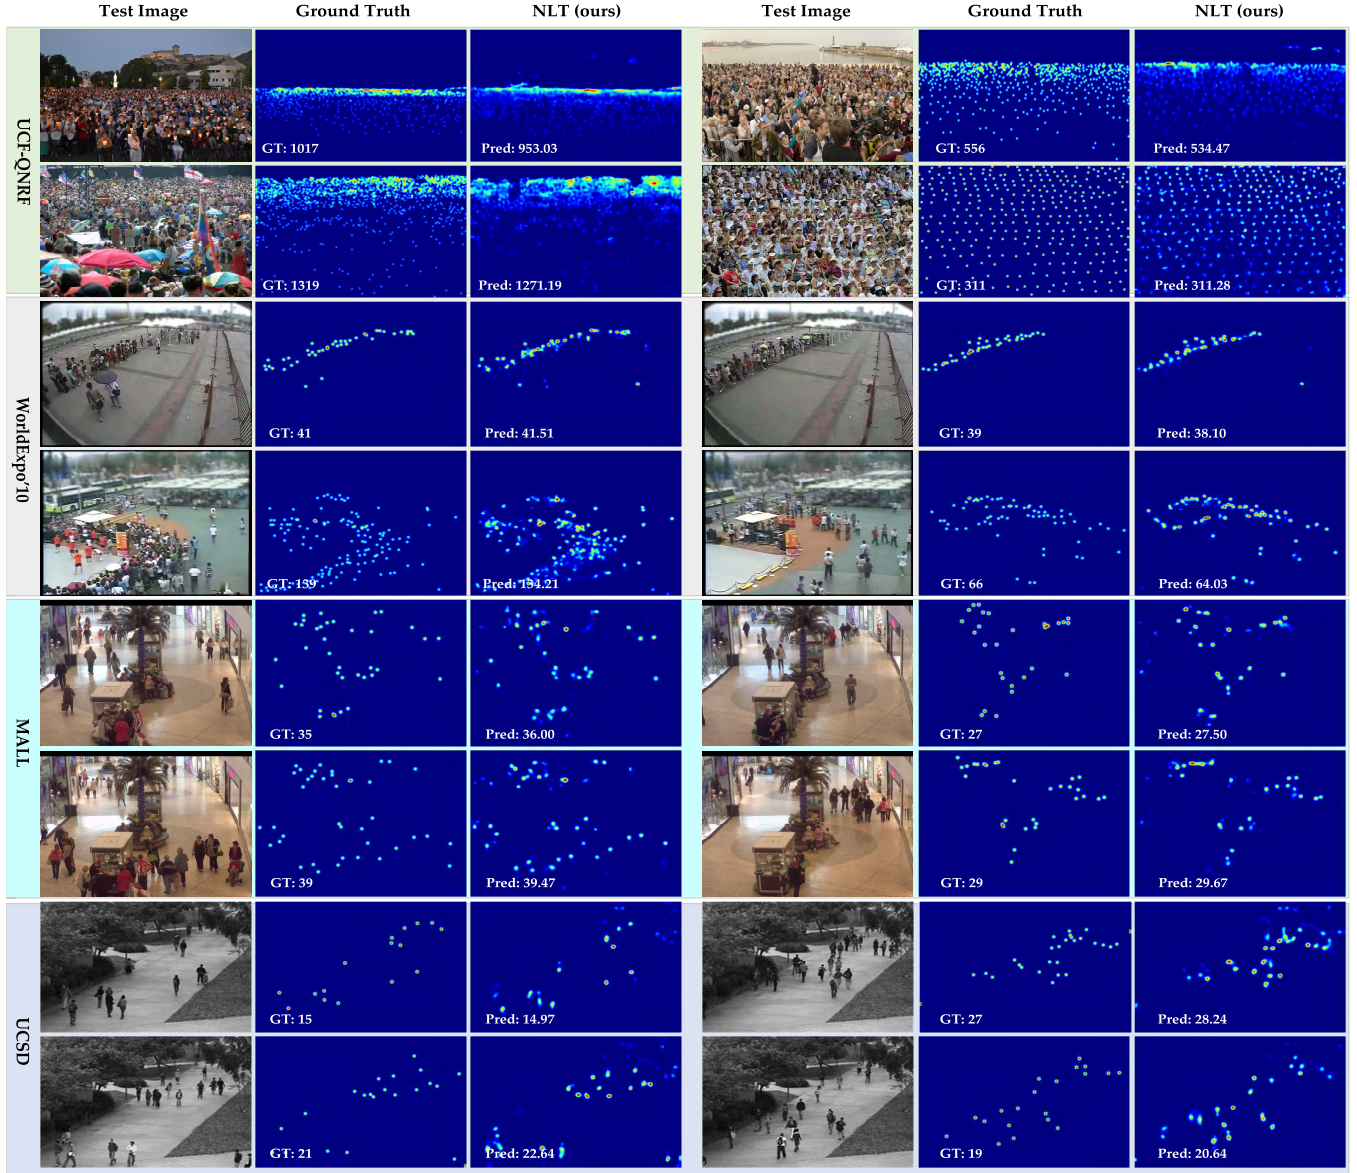 Test Image Ground Truth NLT (ours) Test Image Ground Truth NLT (ours)
UCF-QNRF
GT: 1017 Pred: 953.03 GT: 556 Pred: 534.47
GT: 1319 Pred: 1271.19 GT: 311 Pred: 311.28
WorldExpo'10
GT: 41 Pred: 41.51 GT: 39 Pred: 38.10
GT: 139 Pred: 134.21 GT: 66 Pred: 64.03
MALL
GT: 35 Pred: 36.00 GT: 27 Pred: 27.50
GT: 39 Pred: 39.47 GT: 29 Pred: 29.67
UCSD
GT: 15 Pred: 14.97 GT: 27 Pred: 28.24
GT: 21 Pred: 22.64 GT: 19 Pred: 20.64